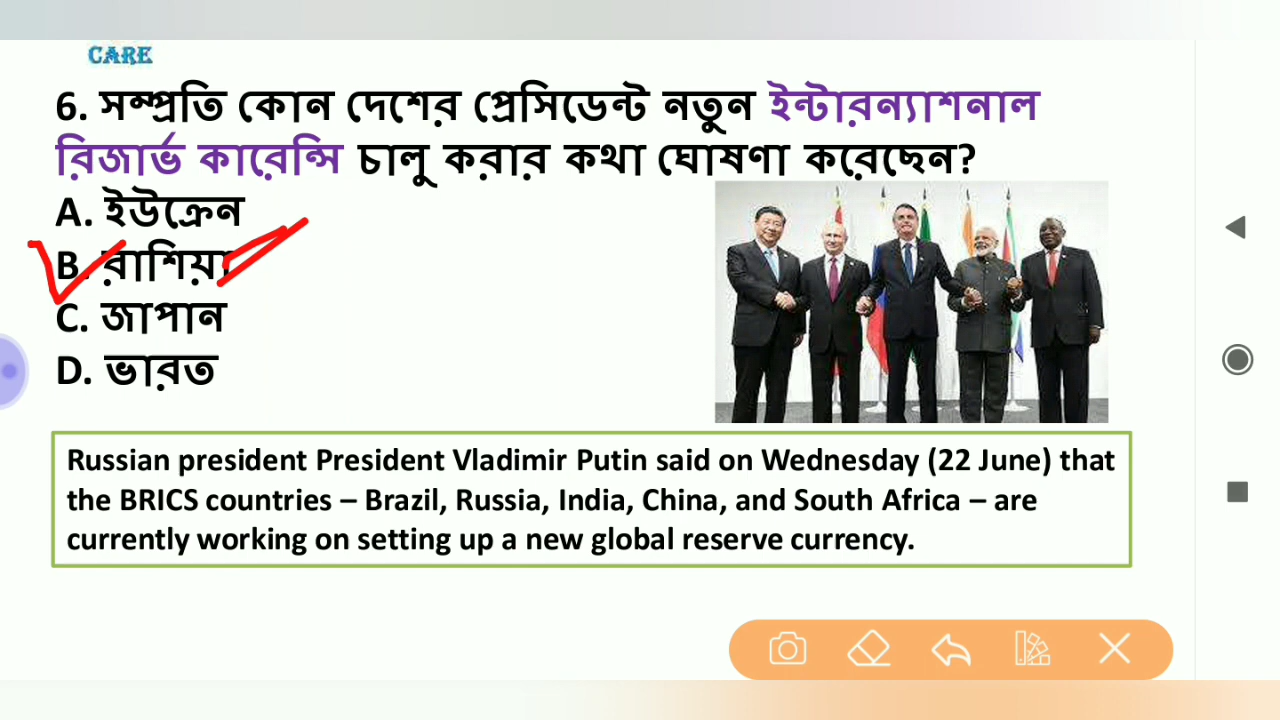 CARE
6. সম্প্রতি কোন দেশের প্রেসিডেন্ট নতুন ইন্টারন্যাশনাল
রিজার্ভ কারেন্সি চালু করার কথা ঘোষণা করেছেন?
A. ইউক্রেন
B. রাশিয়া
C. জাপান
D. ভারত
Russian president President Vladimir Putin said on Wednesday (22 June) that
the BRICS countries – Brazil, Russia, India, China, and South Africa – are
currently working on setting up a new global reserve currency.